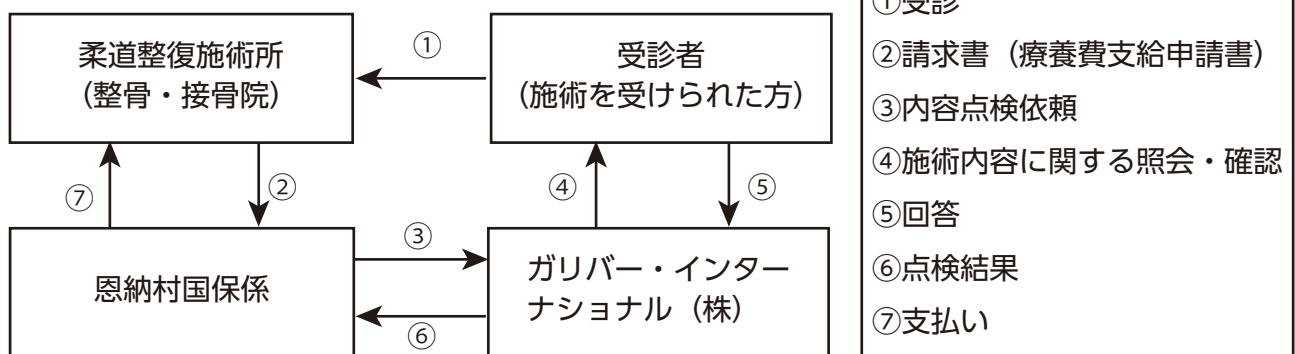 柔道整復施術所
（整骨・接骨院）
①
受診者
（施術を受けられた方）
⑦
②
④
⑤
恩納村国保係
③
⑥
ガリバー・インター
ナショナル（株）
①受診
②請求書（療養費支給申請書）
③内容点検依頼
④施術内容に関する照会・確認
⑤回答
⑥点検結果
⑦支払い